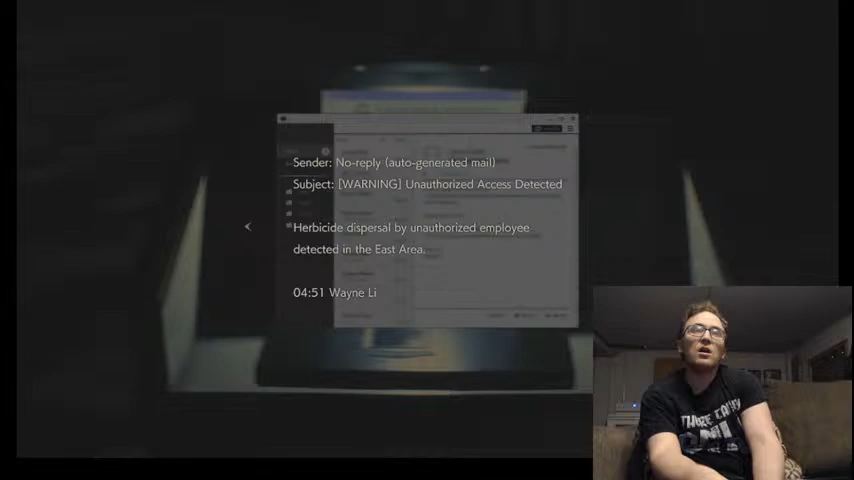 Sender: No-reply (auto-generated mail)
Subject: [WARNING] Unauthorized Access Detected
Herbicide dispersal by unauthorized employee
detected in the East Area.
04:51 Wayne Li